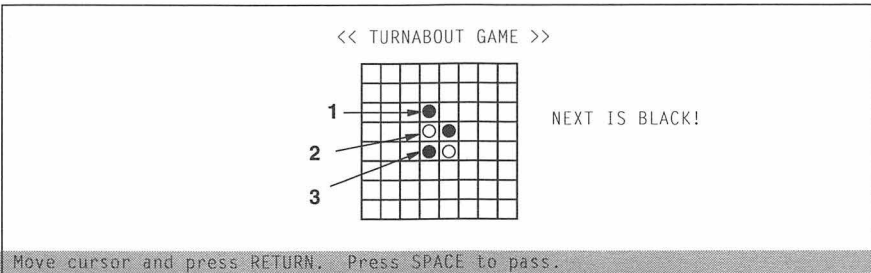 << TURNABOUT GAME >>
1
NEXT IS BLACK!
2
3
Move cursor and press RETURN. Press SPACE to pass.